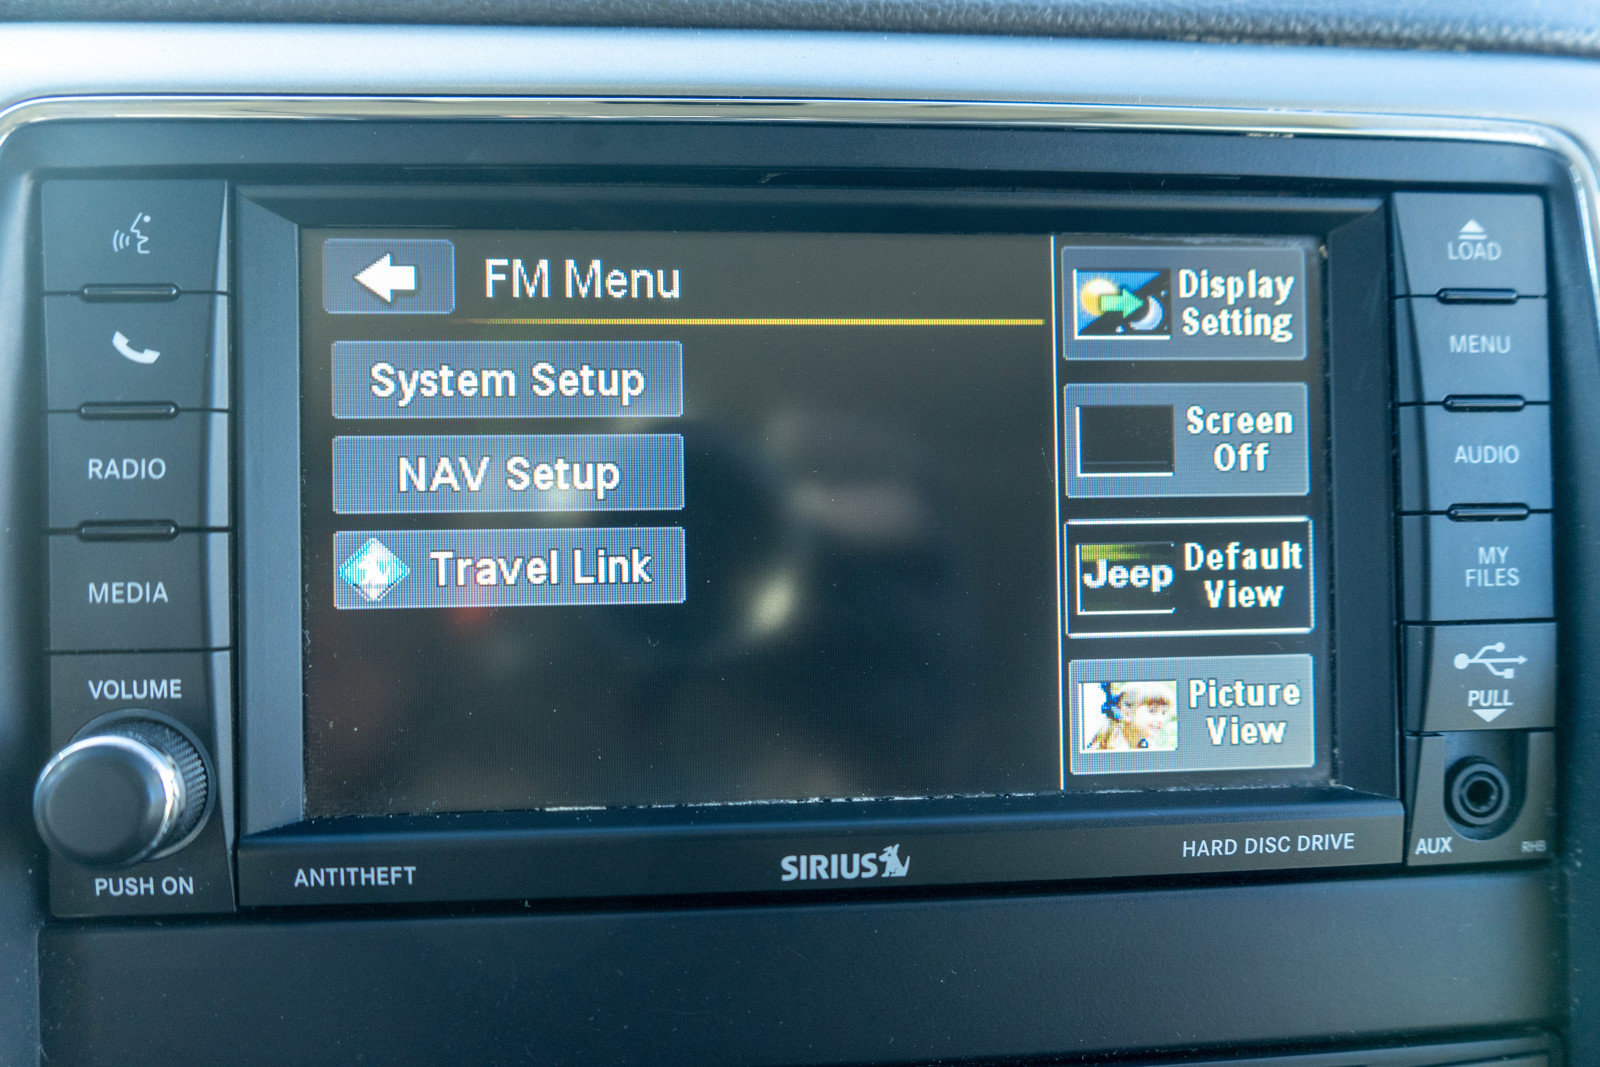 FM Menu
System Setup
NAV Setup
Travel Link
Display
Setting
Screen
Off
Jeep
Default
View
Picture
View
RADIO
MEDIA
VOLUME
PUSH ON
LOAD
MENU
AUDIO
MY
FILES
PULL
AUX
RHB
ANTITHEFT
SIRIUS
HARD DISC DRIVE